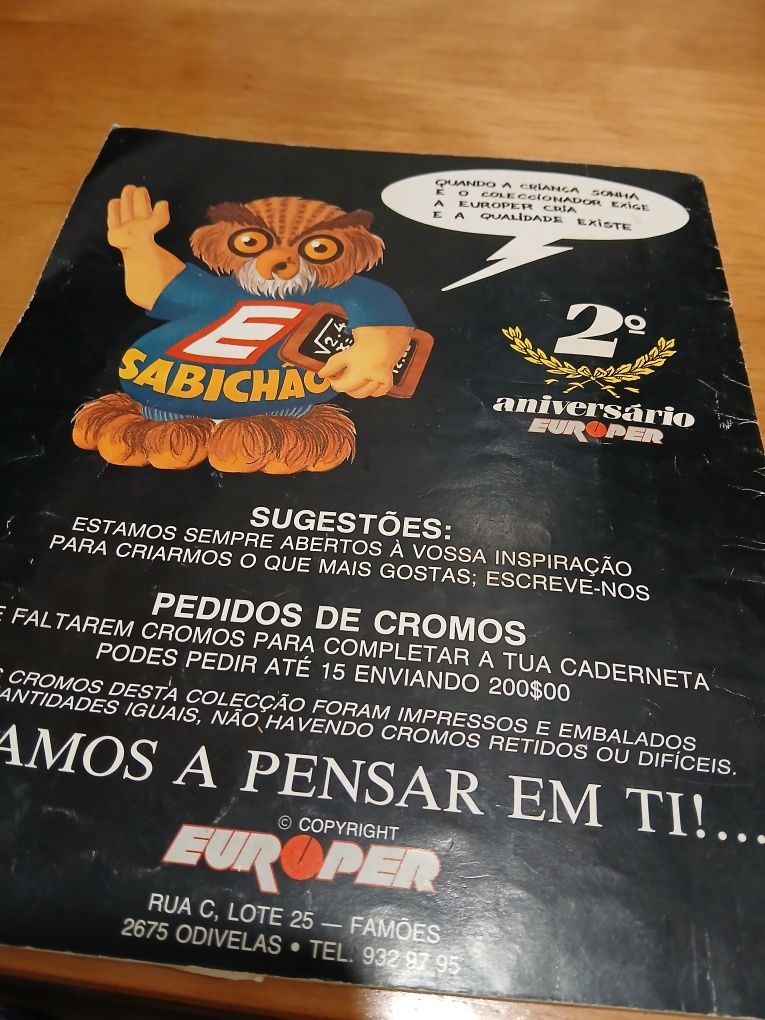 QUANDO A CRIANÇA SONHA
E O COLECCIONADOR EXIGE
A EUROPER CRIA
E A QUALIDADE EXISTE
E
SABICHÃO
2º
aniversário
EUROPER
SUGESTÕES:
ESTAMOS SEMPRE ABERTOS À VOSSA INSPIRAÇÃO
PARA CRIARMOS O QUE MAIS GOSTAS; ESCREVE-NOS
PEDIDOS DE CROMOS
E FALTAREM CROMOS PARA COMPLETAR A TUA CADERNETA
PODES PEDIR ATÉ 15 ENVIANDO 200$00
S CROMOS DESTA COLECÇÃO FORAM IMPRESSOS E EMBALADOS
ANTIDADES IGUAIS, NÃO HAVENDO CROMOS RETIDOS OU DIFÍCEIS.
AMOS A PENSAR EM TI!...
© COPYRIGHT
EUROPER
RUA C, LOTE 25 — FAMÕES
2675 ODIVELAS • TEL. 932 97 95